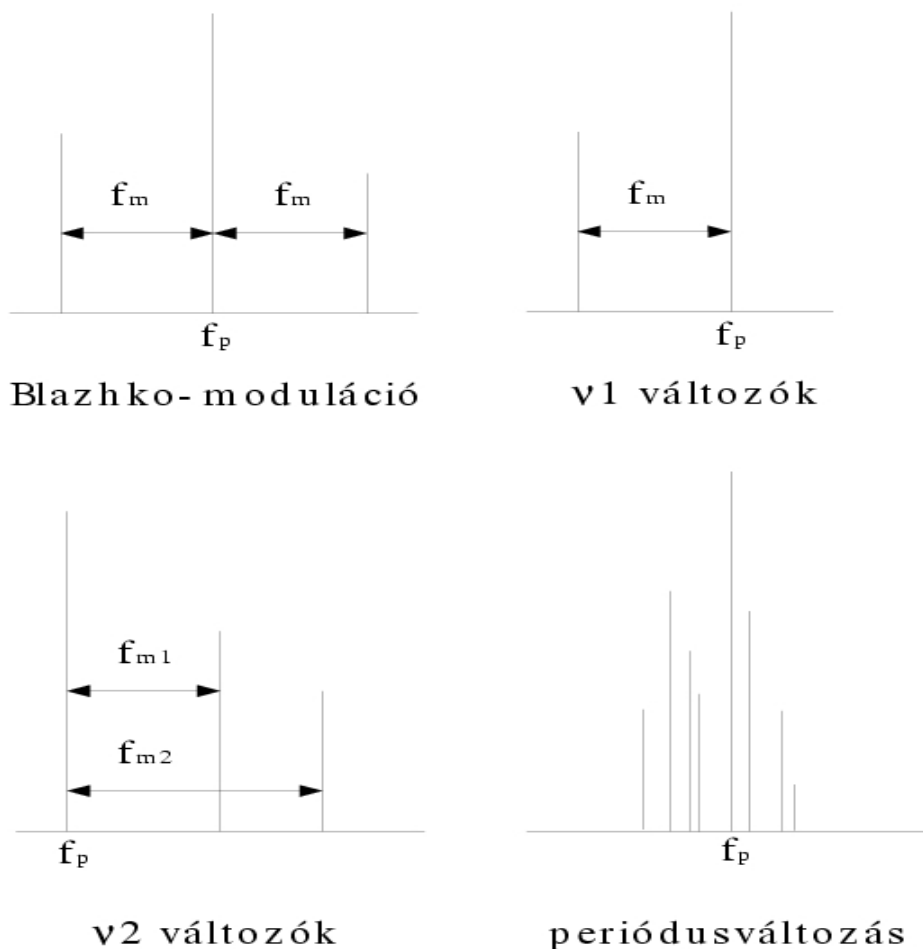 fm fm
fp
Blazhko-moduláció
fm
fp
ν1 változók
fm1
fm2
fp
ν2 változók
fp
periódusváltozás